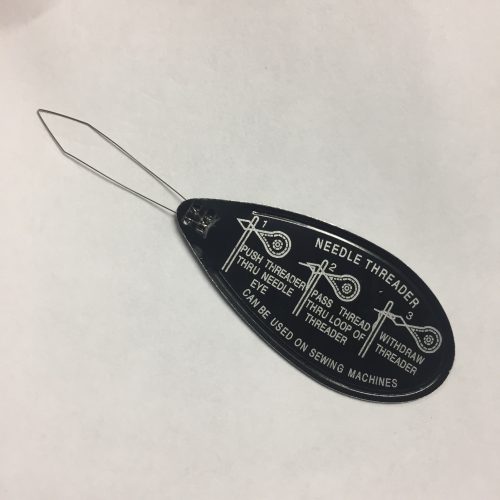 NEEDLE THREADER
1
PUSH THREADER
THRU NEEDLE
EYE
2
PASS THREAD
THRU LOOP OF
THREADER
3
WITHDRAW
THREADER
CAN BE USED ON SEWING MACHINES